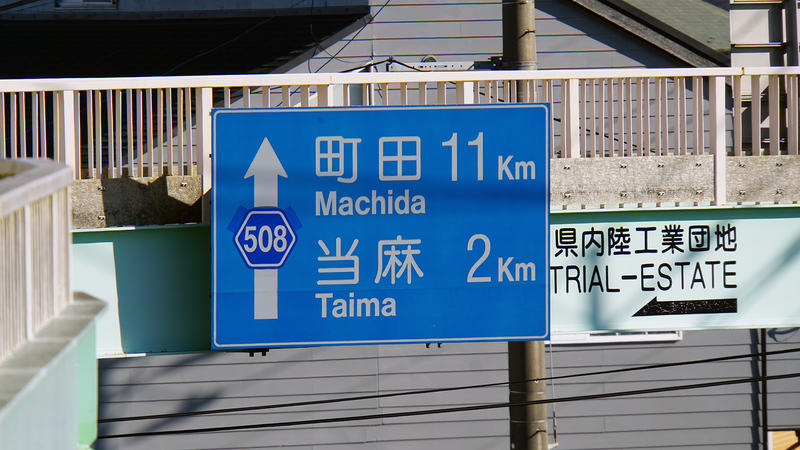 町田 11 Km
Machida
508
当麻 2 Km
Taima
県内陸工業団地
TRIAL-ESTATE